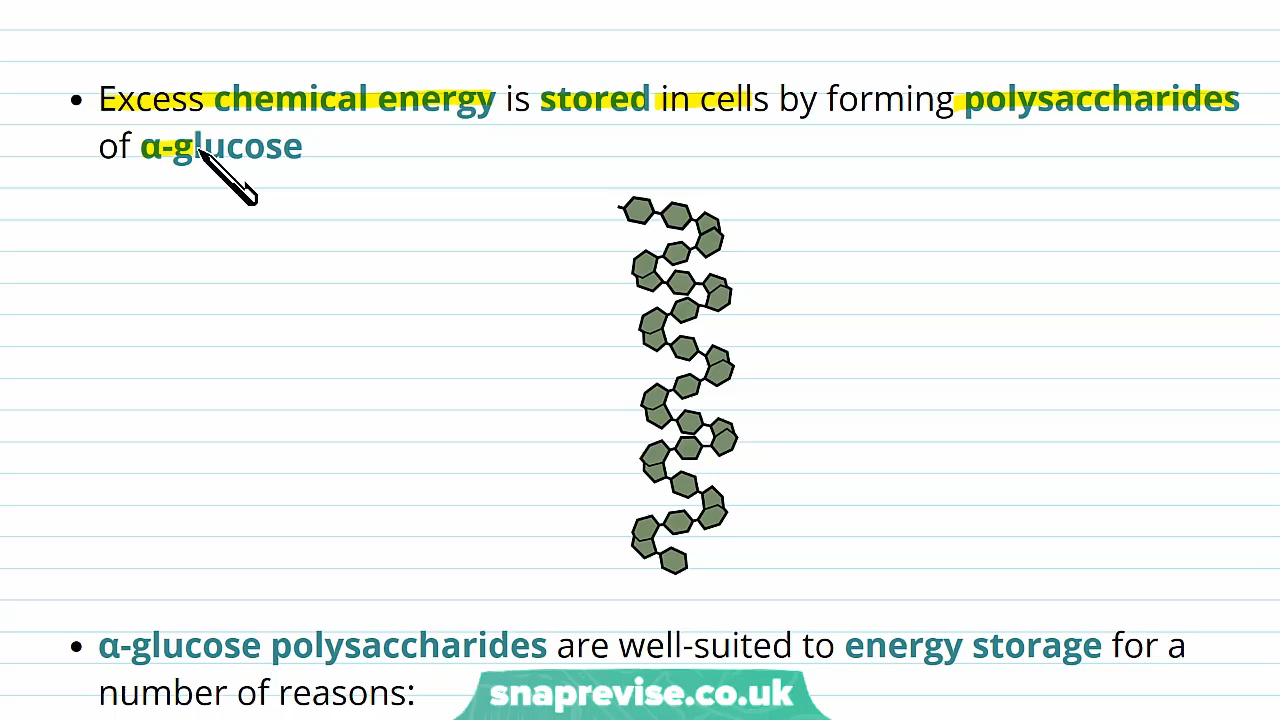 • Excess chemical energy is stored in cells by forming polysaccharides
of α-glucose
• α-glucose polysaccharides are well-suited to energy storage for a
number of reasons:
snaprevise.co.uk